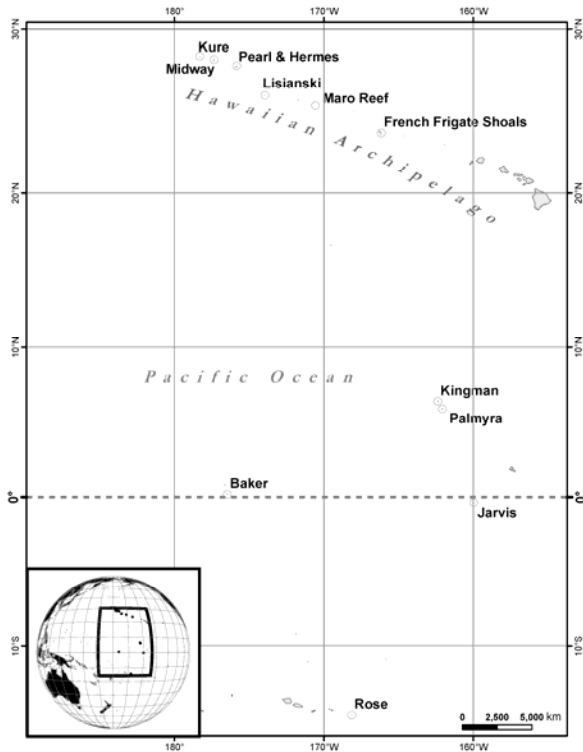 180°
170°W
160°W
30°N
30°N
Kure
Midway
Pearl & Hermes
Lisianski
Maro Reef
French Frigate Shoals
Hawaiian Archipelago
20°N
20°N
10°N
10°N
Pacific Ocean
Kingman
Palmyra
Baker
0°
0°
Jarvis
10°S
10°S
Rose
0 2,500 5,000 km
180°
170°W
160°W